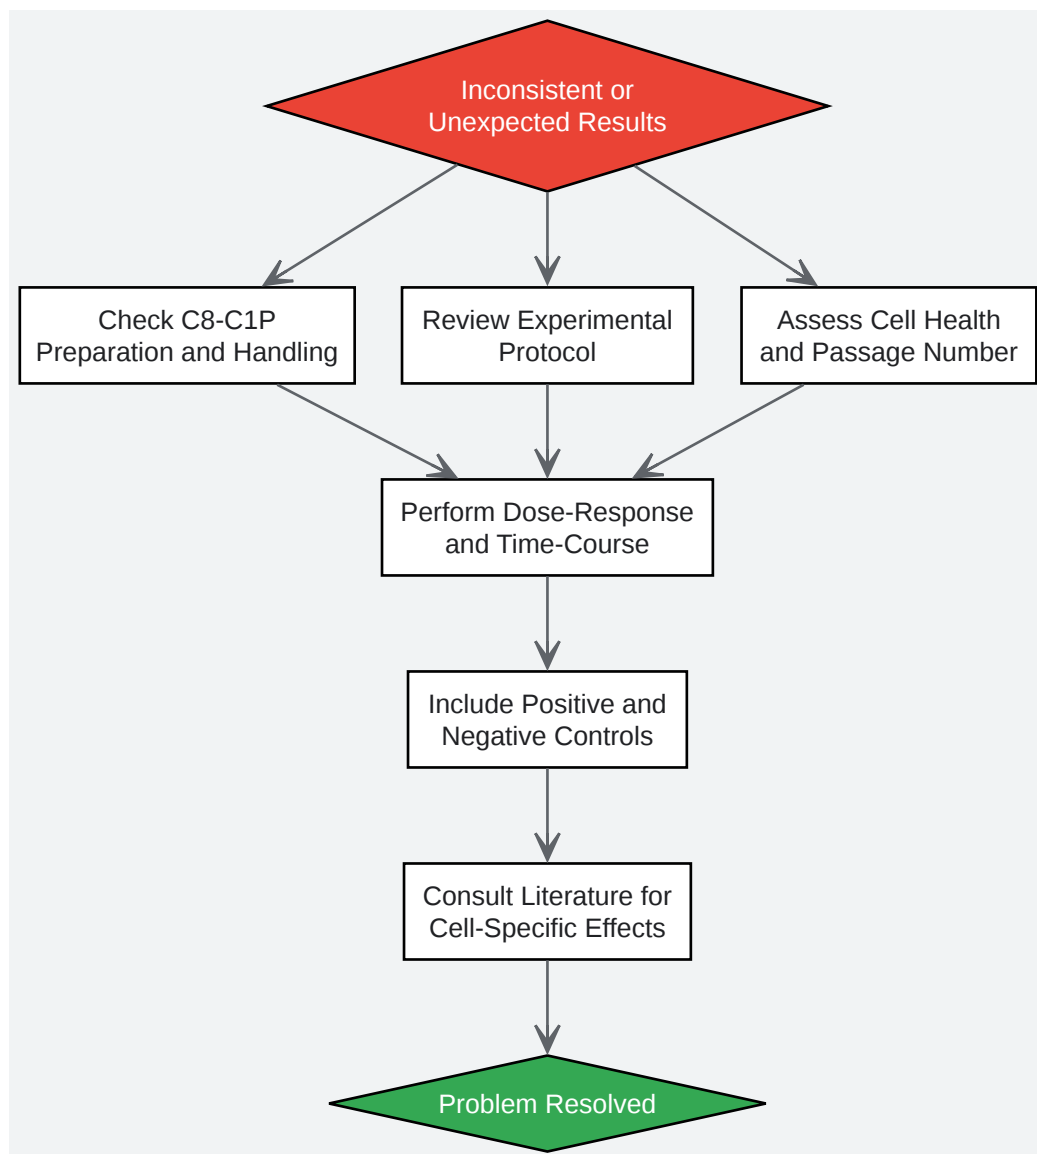 Inconsistent or
Unexpected Results
Check C8-C1P
Preparation and Handling
Review Experimental
Protocol
Assess Cell Health
and Passage Number
Perform Dose-Response
and Time-Course
Include Positive and
Negative Controls
Consult Literature for
Cell-Specific Effects
Problem Resolved